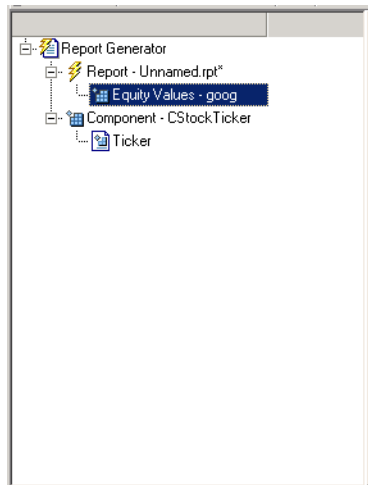 Report Generator
Report - Unnamed.rpt*
Equity Values - goog
Component - CStockTicker
Ticker